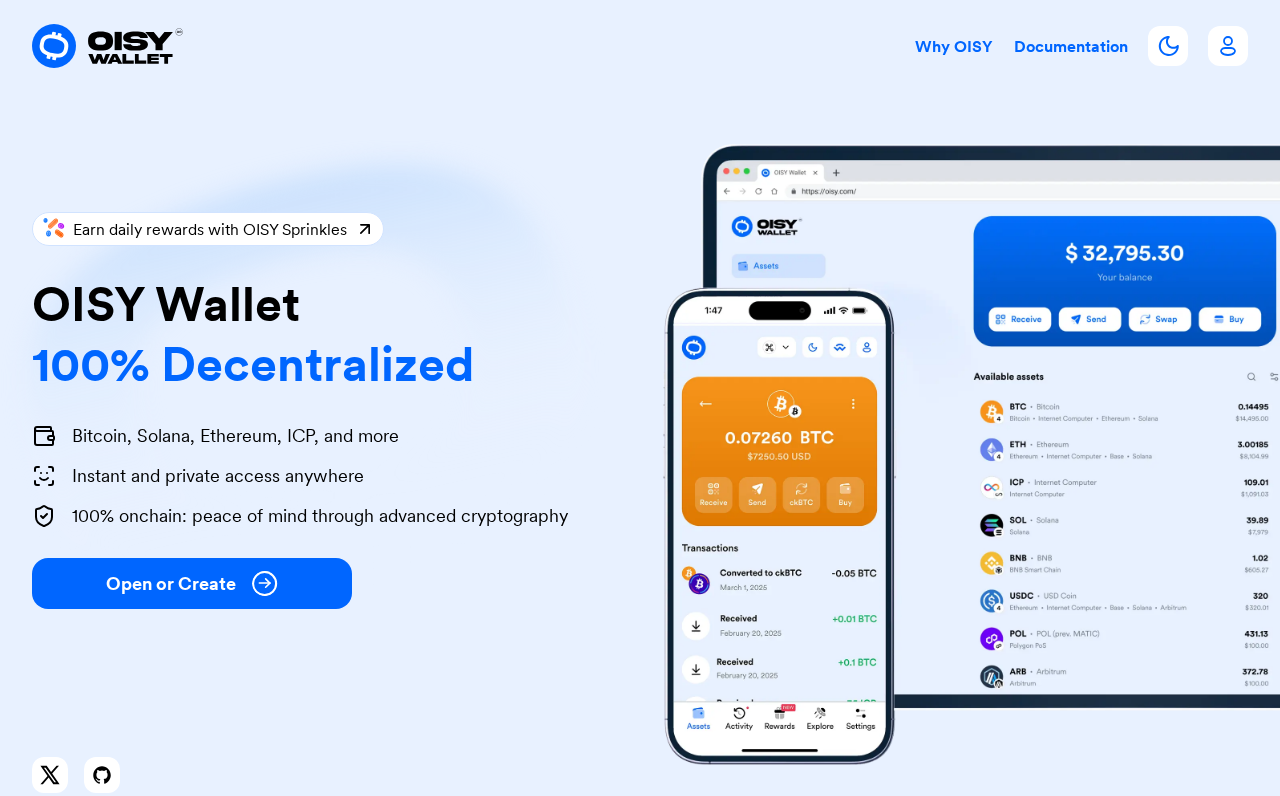 OISY
WALLET
Why OISY
Documentation
Earn daily rewards with OISY Sprinkles
OISY Wallet
100% Decentralized
Bitcoin, Solana, Ethereum, ICP, and more
Instant and private access anywhere
100% onchain: peace of mind through advanced cryptography
Open or Create
OISY Wallet
https://oisy.com/
OISY
WALLET
Assets
$ 32,795.30
Your balance
Receive
Send
Swap
Buy
Available assets
BTC • Bitcoin 0.14495
Bitcoin • Internet Computer • Ethereum • Solana $14,495.00
ETH • Ethereum 3.00185
Ethereum • Internet Computer • Base • Solana $8,104.99
ICP • Internet Computer 109.01
Internet Computer $1,091.03
SOL • Solana 39.89
Solana $7,979
BNB • BNB 1.02
BNB Smart Chain $605.27
USDC • USD Coin 320
Ethereum • Internet Computer • Base • Solana • Arbitrum $320.01
POL • POL (prev. MATIC) 431.13
Polygon PoS $100.00
ARB • Arbitrum 372.78
Arbitrum $100.00
1:47
0.07260 BTC
$7250.50 USD
Receive
Send
ckBTC
Buy
Transactions
Converted to ckBTC -0.05 BTC
March 1, 2025
Received +0.01 BTC
February 20, 2025
Received +0.1 BTC
February 20, 2025
NEW
Assets
Activity
Rewards
Explore
Settings